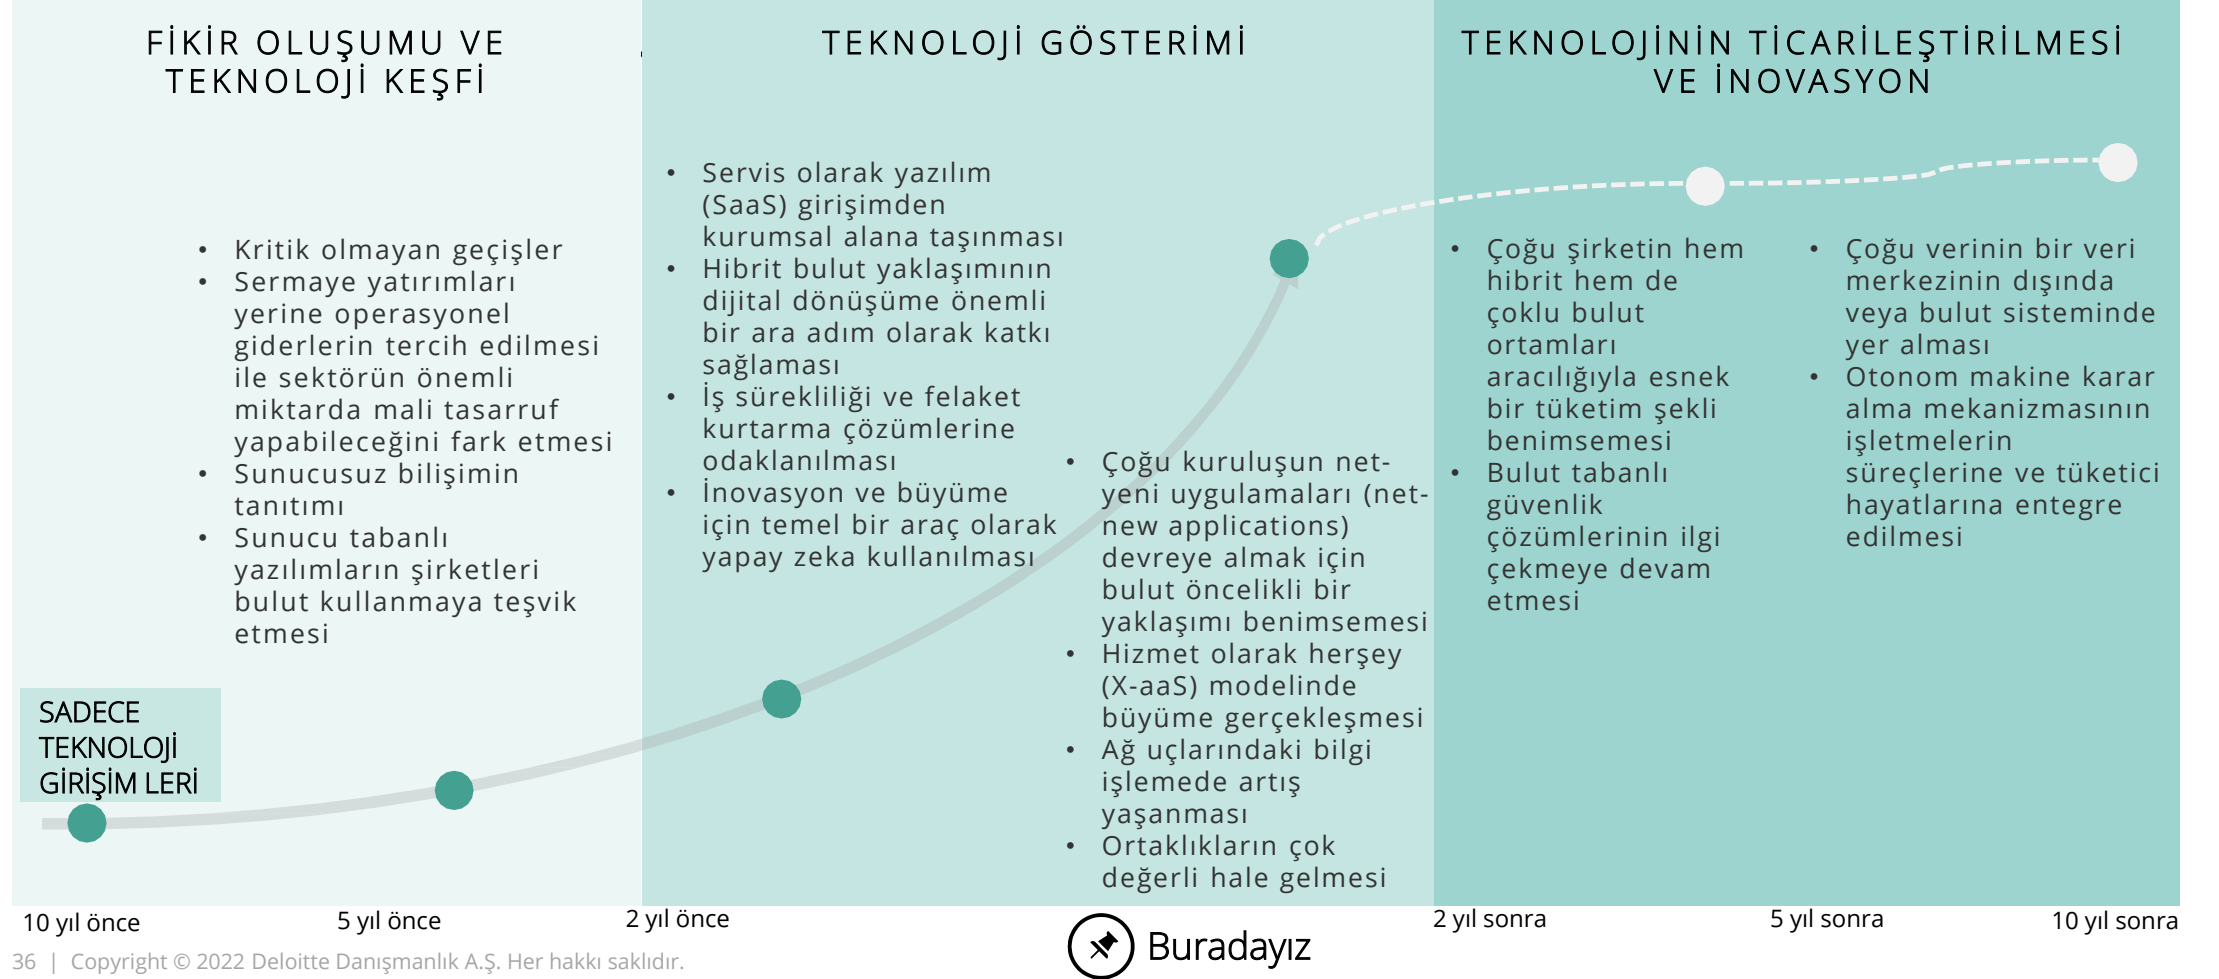 FİKİR OLUŞUMU VE
TEKNOLOJİ KEŞFİ
TEKNOLOJİ GÖSTERİMİ
TEKNOLOJİNİN TİCARİLEŞTİRİLMESİ
VE İNOVASYON
• Kritik olmayan geçişler
• Sermaye yatırımları
yerine operasyonel
giderlerin tercih edilmesi
ile sektörün önemli
miktarda mali tasarruf
yapabileceğini fark etmesi
• Sunucusuz bilişimin
tanıtımı
• Sunucu tabanlı
yazılımların şirketleri
bulut kullanmaya teşvik
etmesi
SADECE
TEKNOLOJİ
GİRİŞİM LERİ
• Servis olarak yazılım
(SaaS) girişimden
kurumsal alana taşınması
• Hibrit bulut yaklaşımının
dijital dönüşüme önemli
bir ara adım olarak katkı
sağlaması
• İş sürekliliği ve felaket
kurtarma çözümlerine
odaklanılması
• İnovasyon ve büyüme
için temel bir araç olarak
yapay zeka kullanılması
• Çoğu kuruluşun net-
yeni uygulamaları (net-
new applications)
devreye almak için
bulut öncelikli bir
yaklaşımı benimsemesi
• Hizmet olarak herşey
(X-aaS) modelinde
büyüme gerçekleşmesi
• Ağ uçlarındaki bilgi
işlemede artış
yaşanması
• Ortaklıkların çok
değerli hale gelmesi
• Çoğu şirketin hem
hibrit hem de
çoklu bulut
ortamları
aracılığıyla esnek
bir tüketim şekli
benimsemesi
• Bulut tabanlı
güvenlik
çözümlerinin ilgi
çekmeye devam
etmesi
• Çoğu verinin bir veri
merkezinin dışında
veya bulut sisteminde
yer alması
• Otonom makine karar
alma mekanizmasının
işletmelerin
süreçlerine ve tüketici
hayatlarına entegre
edilmesi
10 yıl önce
5 yıl önce
2 yıl önce
Buradayız
2 yıl sonra
5 yıl sonra
10 yıl sonra
36 | Copyright © 2022 Deloitte Danışmanlık A.Ş. Her hakkı saklıdır.